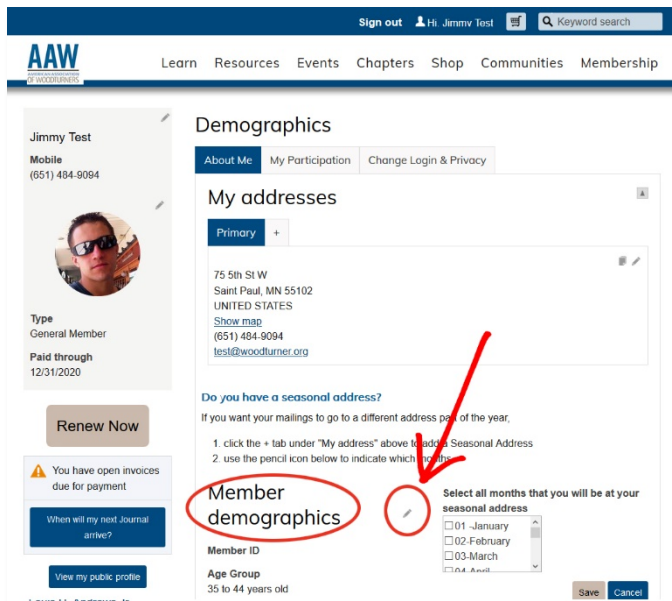 Sign out Hi Jimmy Test Keyword search
AAW
AMERICAN ASSOCIATION
OF WOODTURNERS
Learn Resources Events Chapters Shop Communities Membership
Jimmy Test
Mobile
(651) 484-9094
Type
General Member
Paid through
12/31/2020
Renew Now
You have open invoices
due for payment
When will my next Journal
arrive?
View my public profile
Demographics
About Me My Participation Change Login & Privacy
My addresses
Primary +
75 5th St W
Saint Paul, MN 55102
UNITED STATES
Show map
(651) 484-9094
test@woodturner.org
Do you have a seasonal address?
If you want your mailings to go to a different address part of the year,
1. click the + tab under "My address" above to add a Seasonal Address
2. use the pencil icon below to indicate which months
Member
demographics
Member ID
Age Group
35 to 44 years old
Select all months that you will be at your
seasonal address
01 -January
02-February
03-March
04-April
Save Cancel